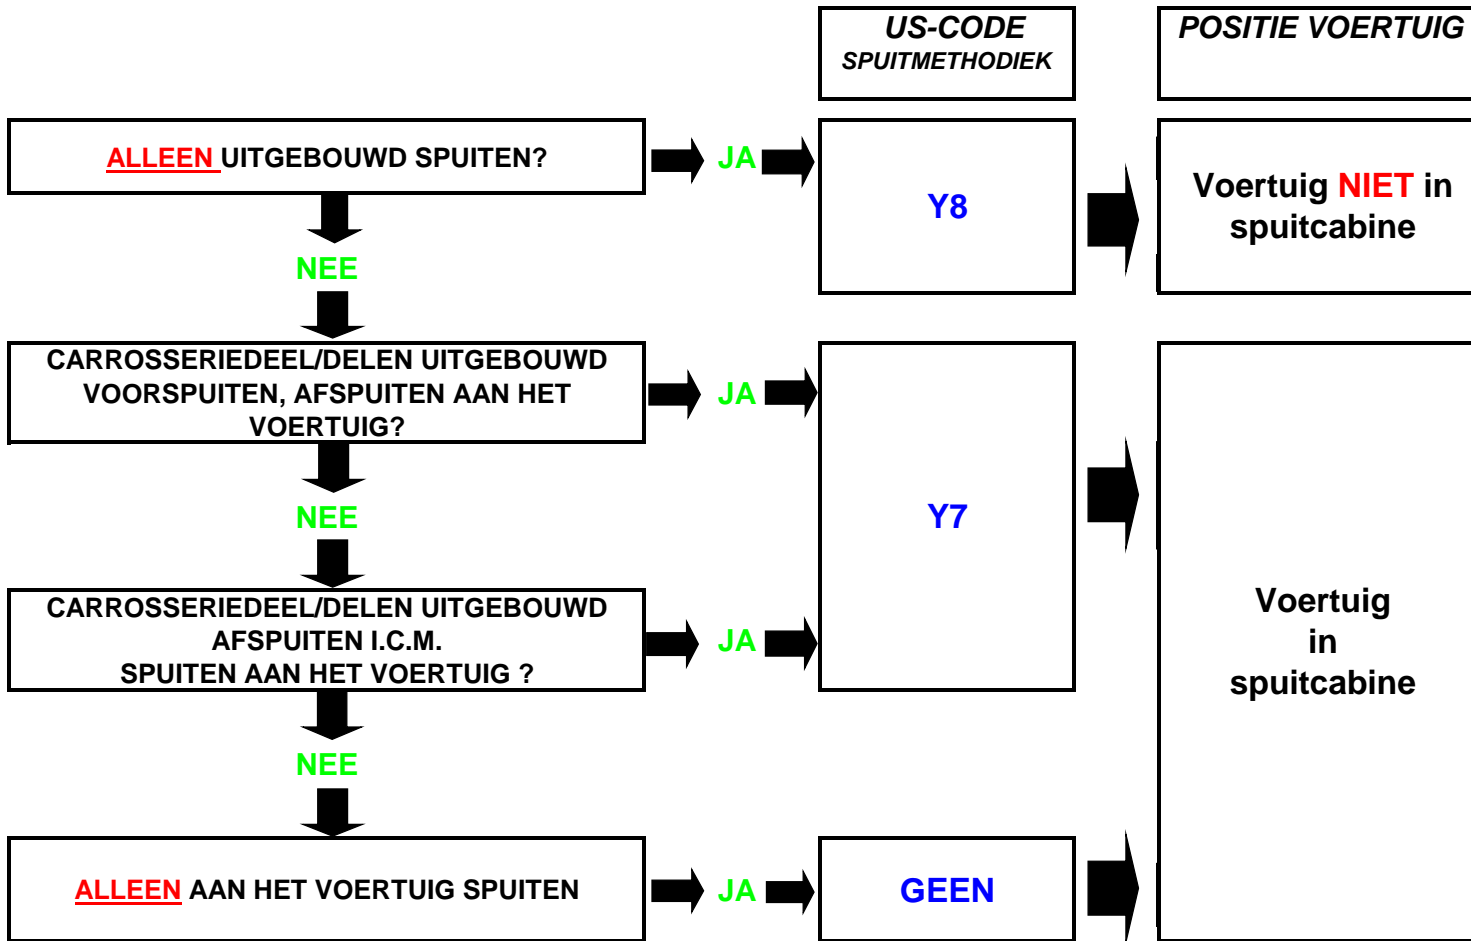 US-CODE
SPUITMETHODIEK
POSITIE VOERTUIG
ALLEEN UITGEBOUWD SPUITEN?
JA
Y8
Voertuig NIET in
spuitcabine
NEE
CARROSSERIEDEEL/DELEN UITGEBOUWD
VOORSPUITEN, AFSPUITEN AAN HET
VOERTUIG?
JA
Y7
NEE
CARROSSERIEDEEL/DELEN UITGEBOUWD
AFSPUITEN I.C.M.
SPUITEN AAN HET VOERTUIG ?
JA
Voertuig
in
spuitcabine
NEE
ALLEEN AAN HET VOERTUIG SPUITEN
JA
GEEN